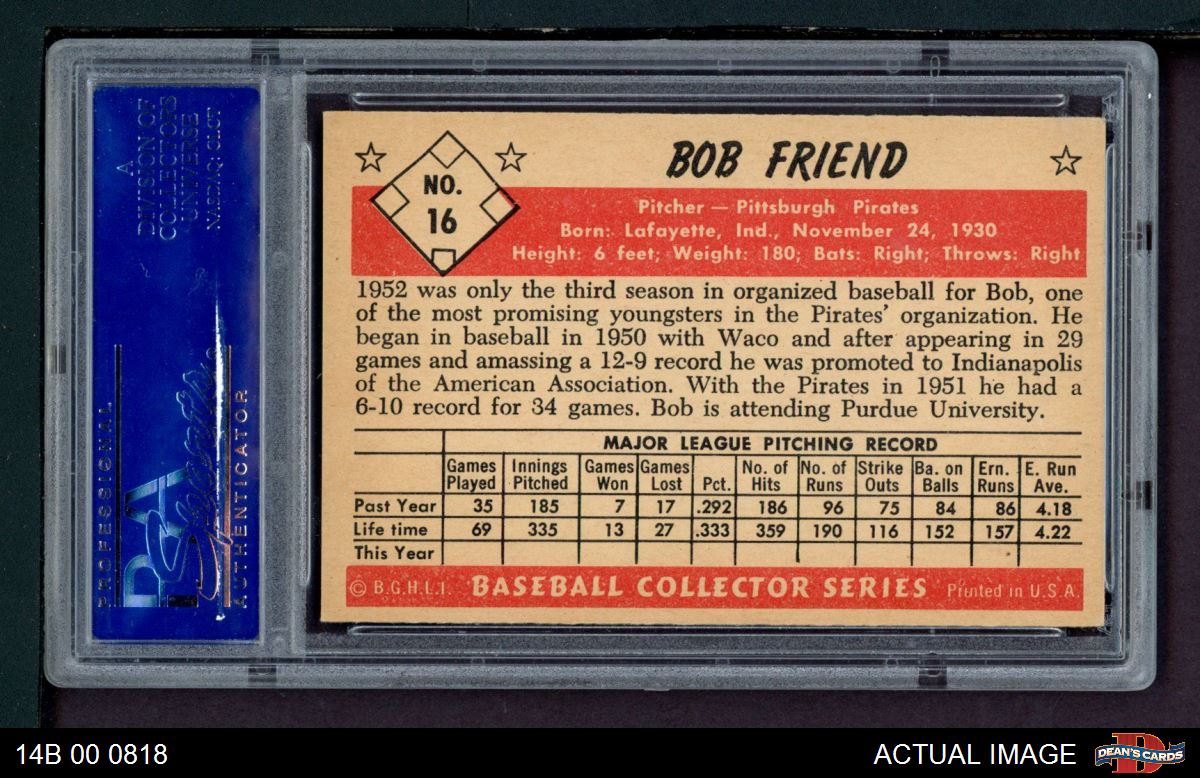 A
DIVISION OF
COLLECTORS
UNIVERSE
NASDAQ: CLCT
PROFESSIONAL
PSA
Sports
AUTHENTICATOR
NO.
16
BOB FRIEND
Pitcher — Pittsburgh Pirates
Born: Lafayette, Ind., November 24, 1930
Height: 6 feet; Weight: 180; Bats: Right; Throws: Right
1952 was only the third season in organized baseball for Bob, one
of the most promising youngsters in the Pirates' organization. He
began in baseball in 1950 with Waco and after appearing in 29
games and amassing a 12-9 record he was promoted to Indianapolis
of the American Association. With the Pirates in 1951 he had a
6-10 record for 34 games. Bob is attending Purdue University.
MAJOR LEAGUE PITCHING RECORD
Games Played Innings Pitched Games Won Games Lost Pct. No. of Hits No. of Runs Strike Outs Ba. on Balls Ern. Runs E. Run Ave.
Past Year 35 185 7 17 .292 186 96 75 84 86 4.18
Life time 69 335 13 27 .333 359 190 116 152 157 4.22
This Year
© B.G.H.L.I. BASEBALL COLLECTOR SERIES Printed in U.S.A.
14B 00 0818
ACTUAL IMAGE
DEAN'S CARDS